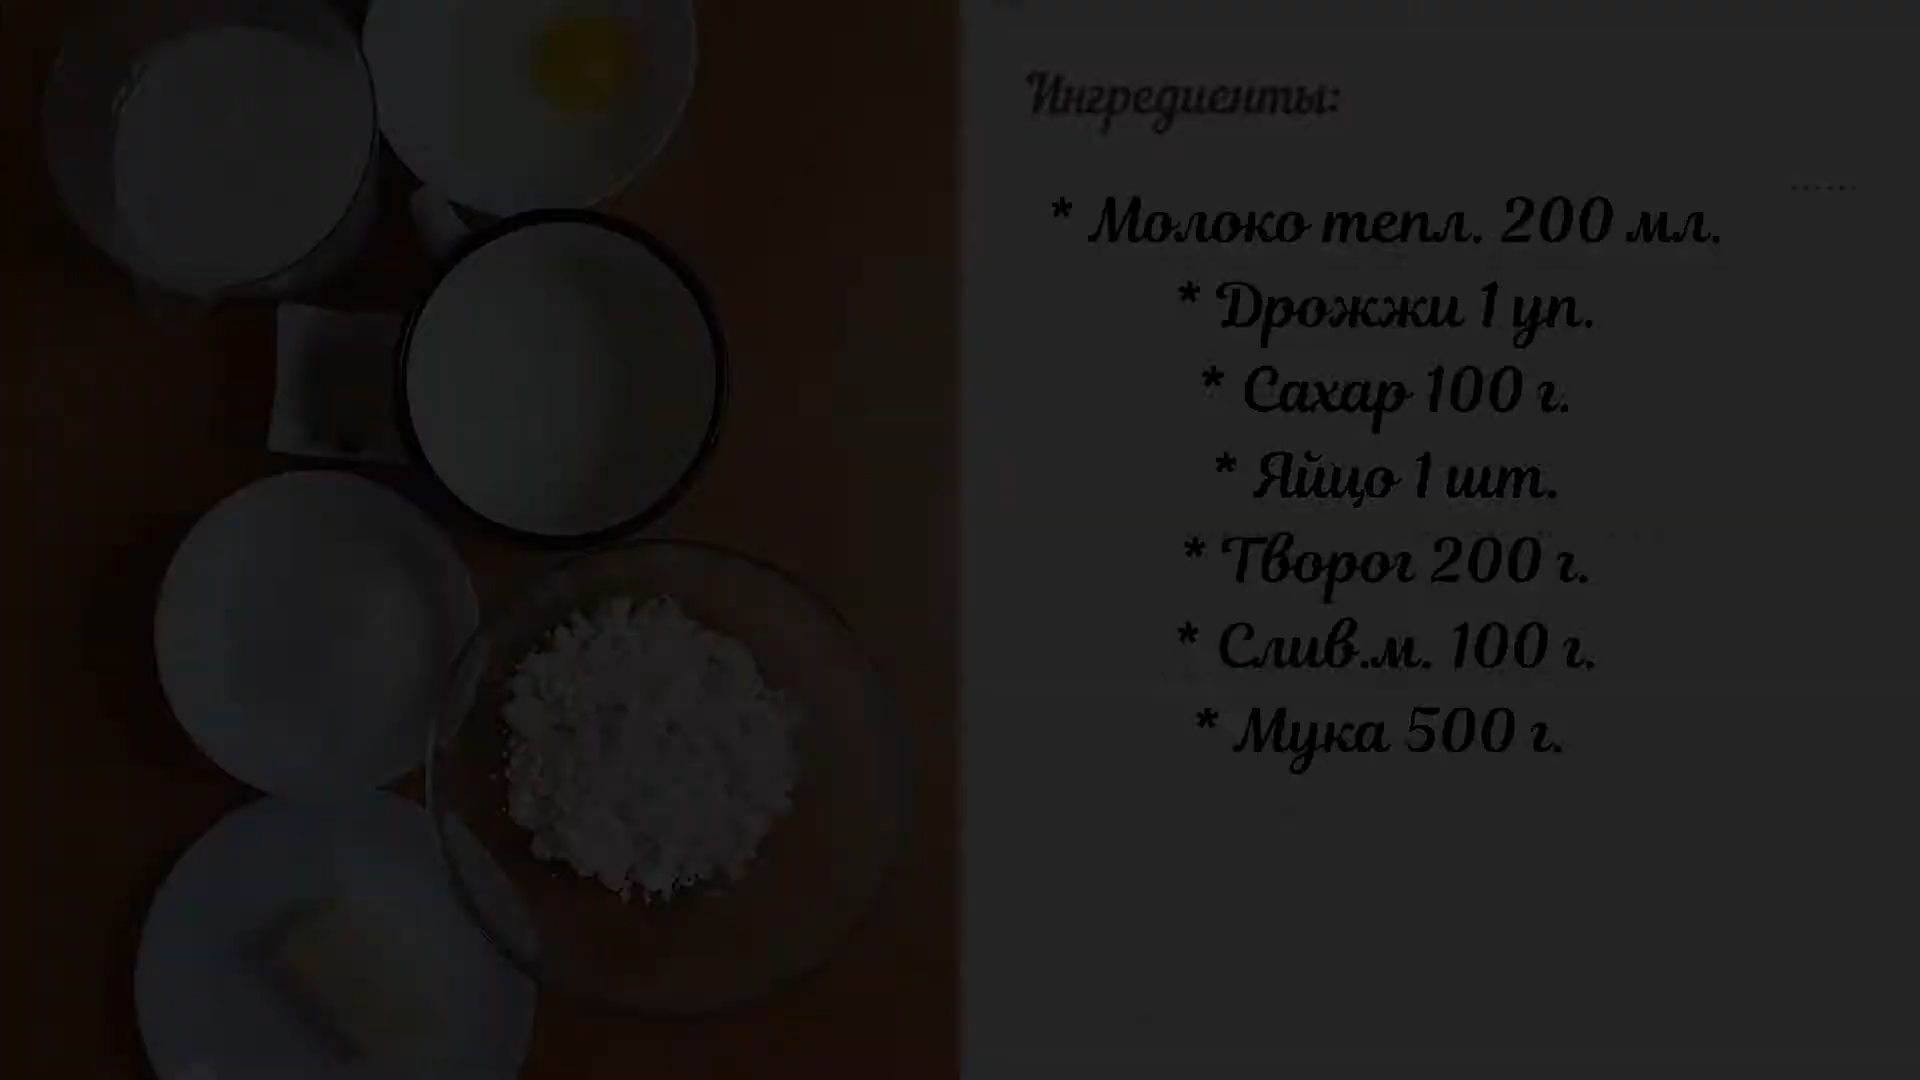 Ингредиенты:
* Молоко тепл. 200 мл.
* Дрожжи 1 уп.
* Сахар 100 г.
* Яйцо 1 шт.
* Творог 200 г.
* Слив.м. 100 г.
* Мука 500 г.